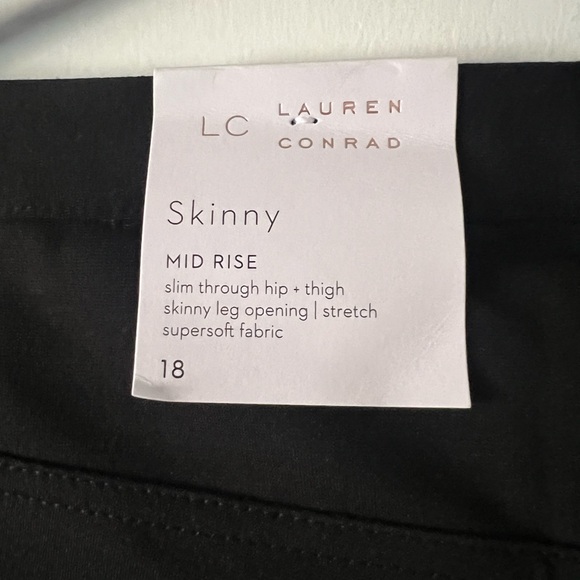 LC LAUREN
CONRAD
Skinny
MID RISE
slim through hip + thigh
skinny leg opening | stretch
supersoft fabric
18